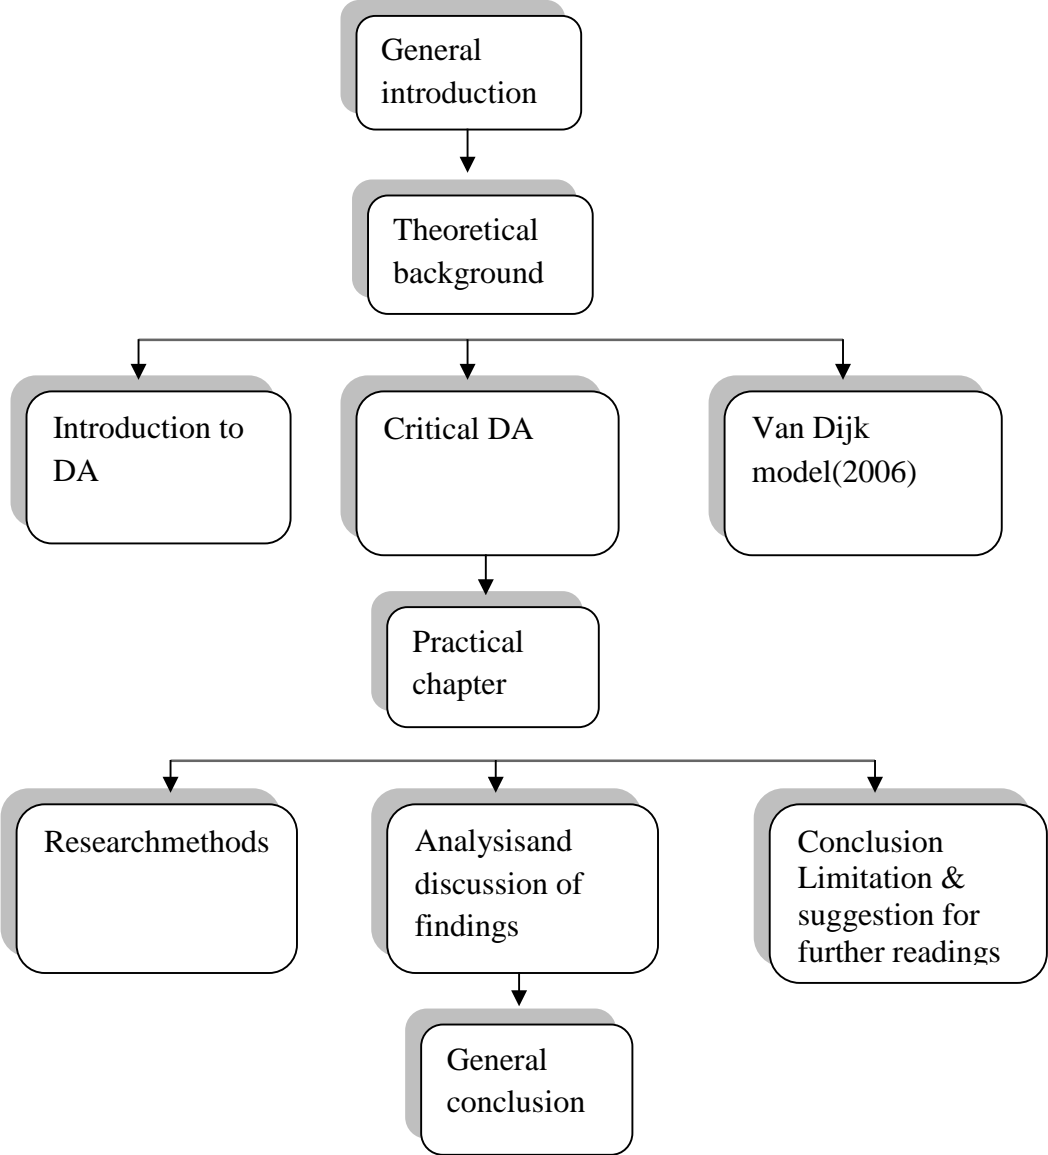 General
introduction
Theoretical
background
Introduction to
DA
Critical DA
Van Dijk
model(2006)
Practical
chapter
Researchmethods
Analysisand
discussion of
findings
Conclusion
Limitation &
suggestion for
further readings
General
conclusion